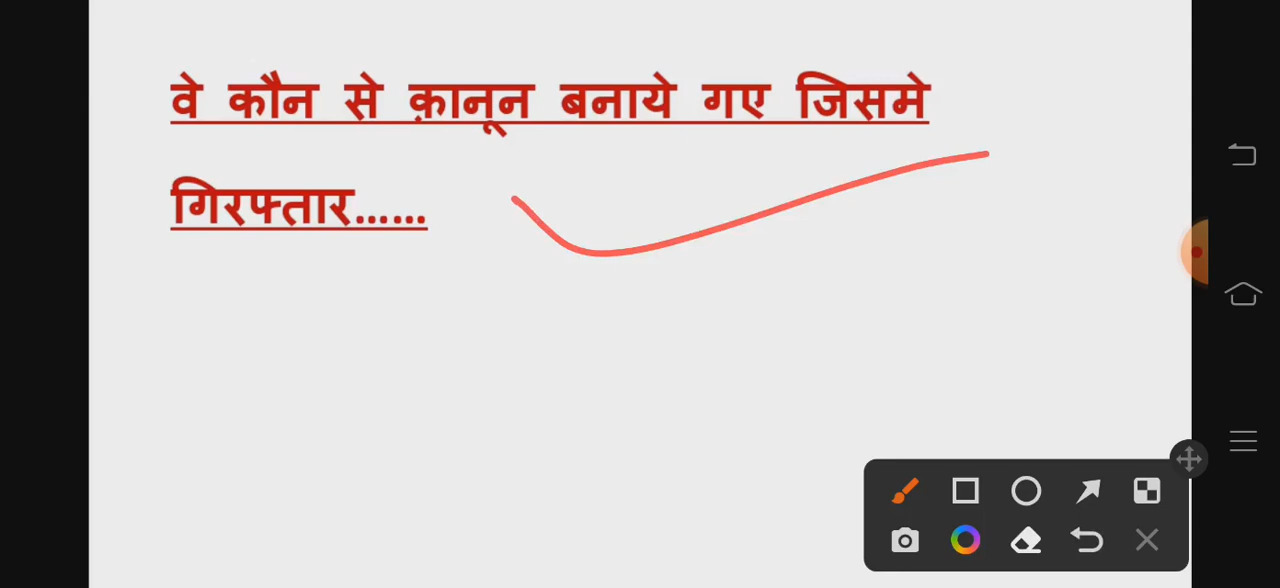 वे कौन से क़ानून बनाये गए जिसमे
गिरफ्तार......